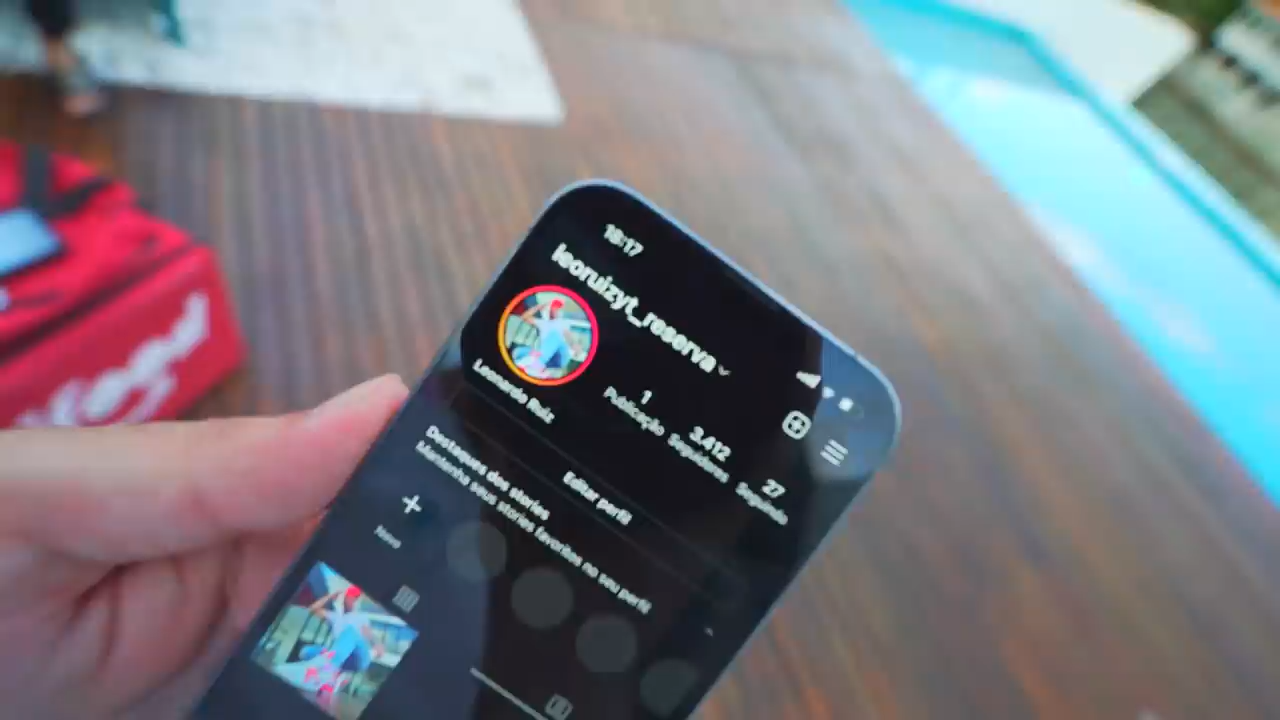 18:17
leoruizyt_reserva
Leonardo Ruiz
1
Publicação
3.412
Seguidores
27
Seguindo
Editar perfil
Destaques dos stories
Mantenha seus stories favoritos no seu perfil
Novo